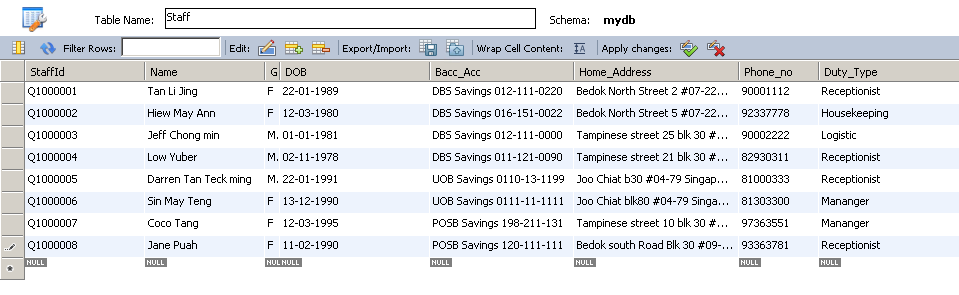 Table Name: Staff Schema: mydb
Filter Rows: Edit: Export/Import: Wrap Cell Content: Apply changes:
StaffId Name G DOB Bacc_Acc Home_Address Phone_no Duty_Type
Q1000001 Tan Li Jing F 22-01-1989 DBS Savings 012-111-0220 Bedok North Street 2 #07-22... 90001112 Receptionist
Q1000002 Hiew May Ann F 12-03-1980 DBS Savings 016-151-0022 Bedok North Street 5 #07-22... 92337778 Housekeeping
Q1000003 Jeff Chong min M. 01-01-1981 DBS Savings 012-111-0000 Tampinese street 25 blk 30 #... 90002222 Logistic
Q1000004 Low Yuber M. 02-11-1978 DBS Savings 011-121-0090 Tampinese street 21 blk 30 #... 82930311 Receptionist
Q1000005 Darren Tan Teck ming M. 22-01-1991 UOB Savings 0110-13-1199 Joo Chiat b30 #04-79 Singap... 81000333 Receptionist
Q1000006 Sin May Teng F 13-12-1990 UOB Savings 0111-11-1111 Joo Chiat blk80 #04-79 Singa... 81303300 Mananger
Q1000007 Coco Tang F 12-03-1995 POSB Savings 198-211-131 Tampinese street 10 blk 30 #... 97363551 Mananger
Q1000008 Jane Puah F 11-02-1990 POSB Savings 120-111-111 Bedok south Road Blk 30 #09-... 93363781 Receptionist
NULL NULL NUL NULL NULL NULL NULL NULL